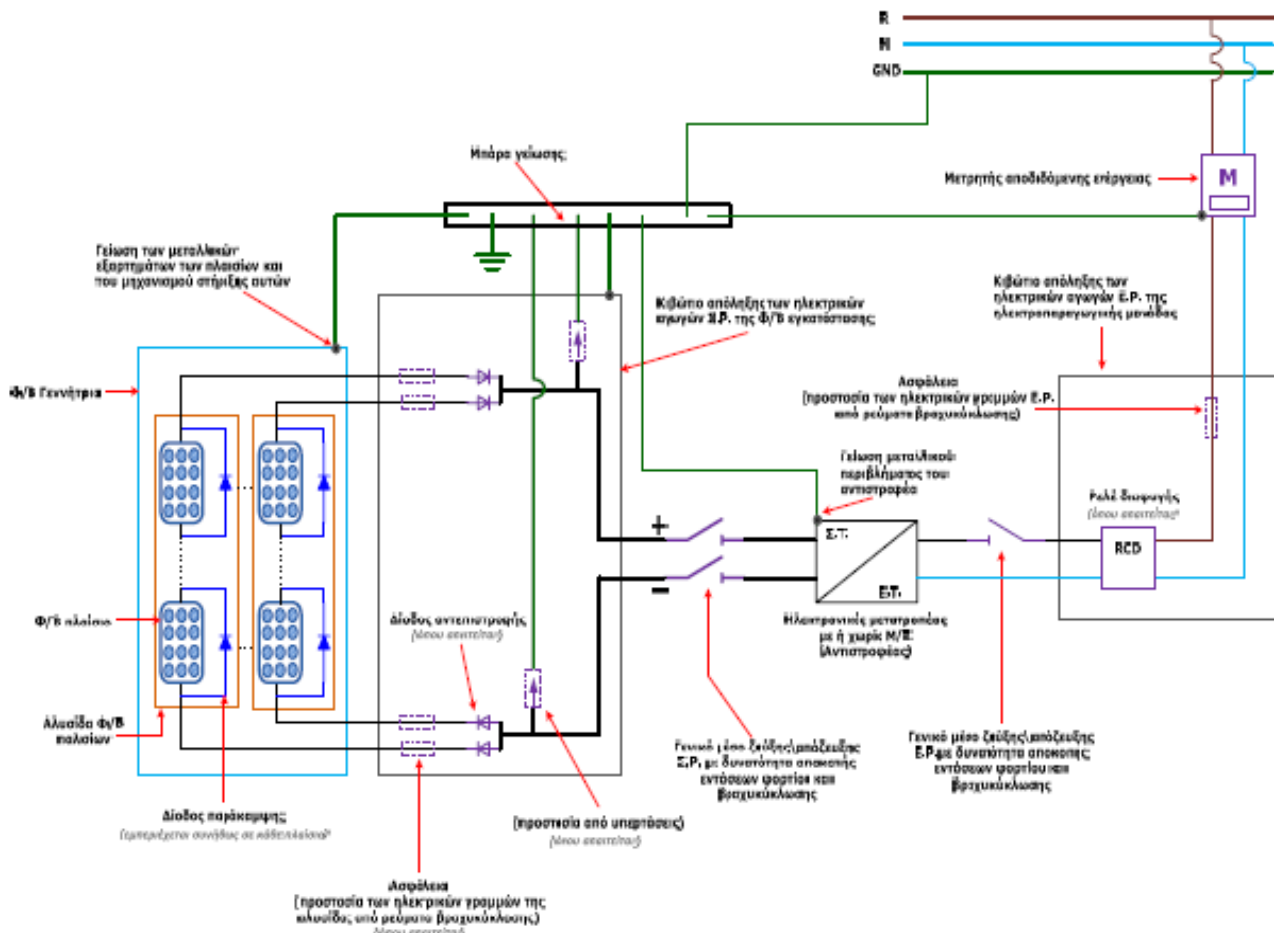 R
N
GND
Μπάρα γείωσης
Μετρητής αποδιδόμενης ενέργειας
M
Γείωση των μεταλλικών
εξαρτημάτων των πλαισίων και
του μηχανισμού στήριξης αυτών
Κιβώτιο απόληξης των ηλεκτρικών
αγωγών Σ.Ρ. της Φ/Β εγκατάστασης
Κιβώτιο απόληξης των
ηλεκτρικών αγωγών Ε.Ρ. της
ηλεκτροπαραγωγικής μονάδας
Φ/Β Γεννήτρια
Ασφάλεια
(προστασία των ηλεκτρικών γραμμών Ε.Ρ.
από ρεύματα βραχυκύκλωσης)
Γείωση μεταλλικού
περιβλήματος του
αντιστροφέα
Ρελέ διαφυγής
(όπου απαιτείται)
+
Σ.Τ.
RCD
Ε.Τ.
−
Φ/Β πλαίσιο
Δίοδος αντεπιστροφής
(όπου απαιτείται)
Ηλεκτρονικός μετατροπέας
με ή χωρίς Μ/Σ
(Αντιστροφέας)
Αλυσίδα Φ/Β
πλαισίων
Γενικό μέσο ζεύξης\απόζευξης
Σ.Ρ. με δυνατότητα αποκοπής
εντάσεων φορτίου και
βραχυκύκλωσης
Γενικό μέσο ζεύξης\απόζευξης
Ε.Ρ. με δυνατότητα αποκοπής
εντάσεων φορτίου και
βραχυκύκλωσης
Δίοδος παράκαμψης
(εμπεριέχεται συνήθως σε κάθε πλαίσιο)
(προστασία από υπερτάσεις)
(όπου απαιτείται)
Ασφάλεια
(προστασία των ηλεκτρικών γραμμών της
αλυσίδας από ρεύματα βραχυκύκλωσης)